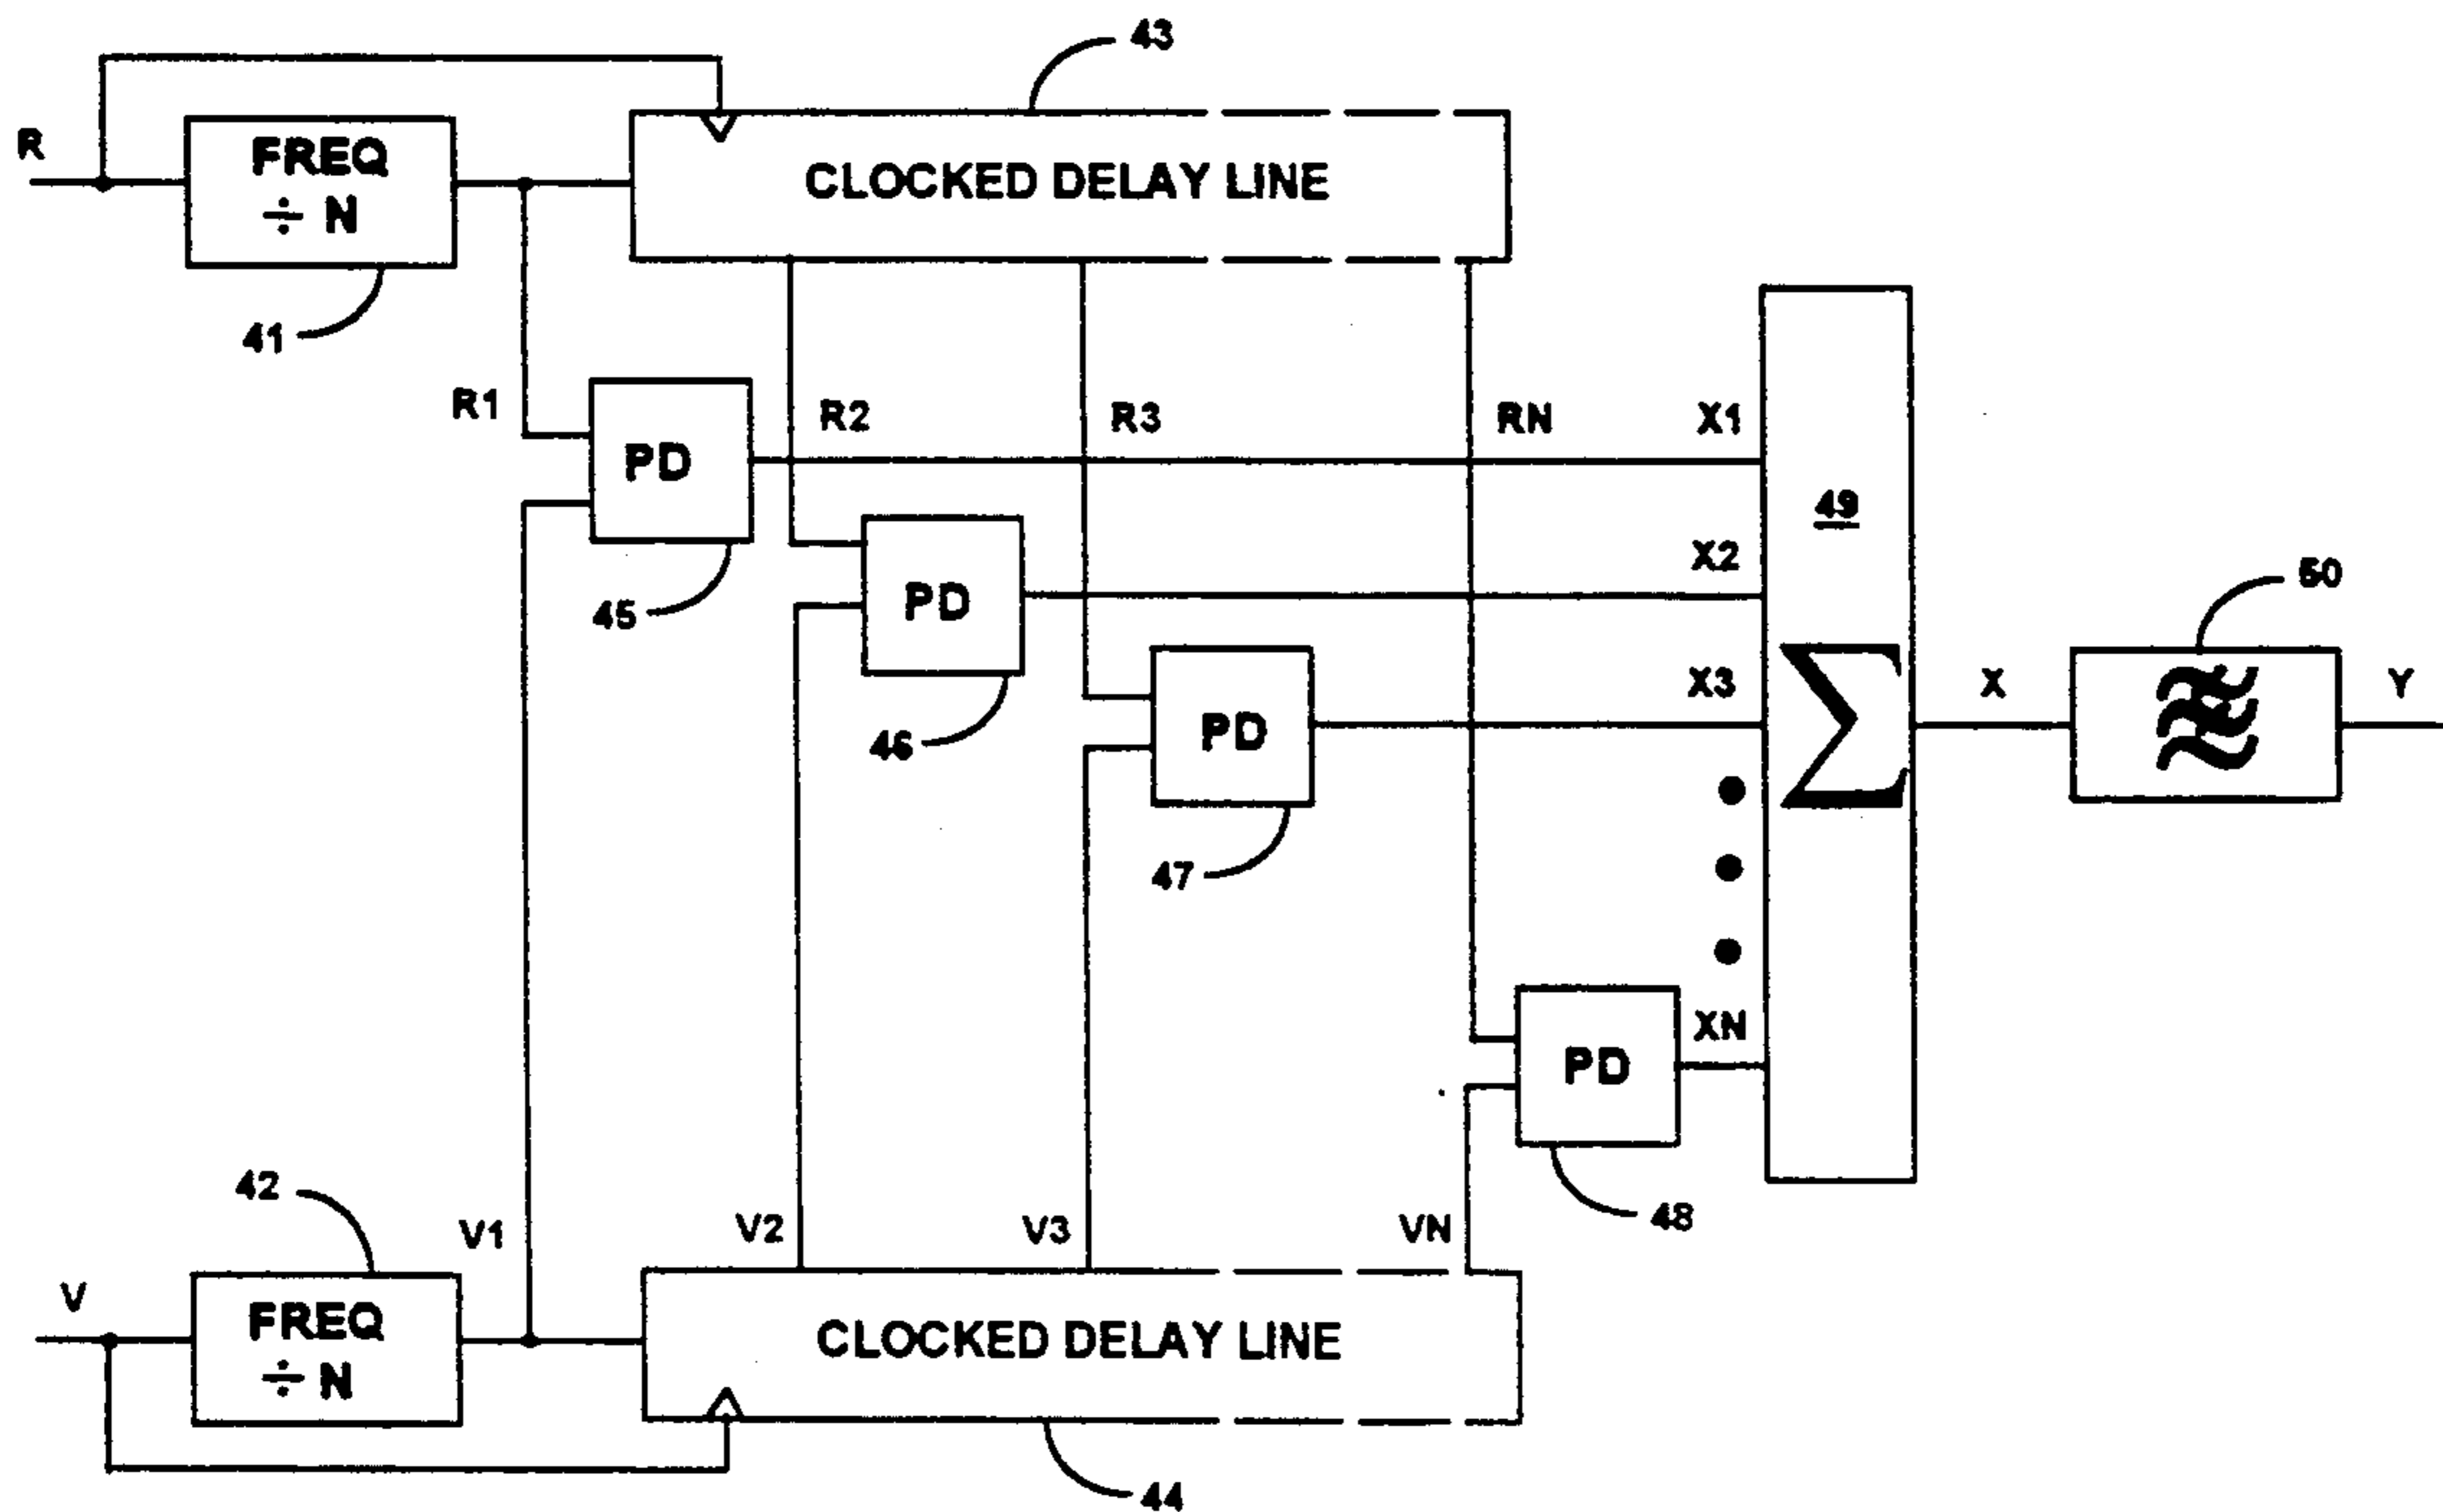 43
R
FREQ
÷ N
CLOCKED DELAY LINE
41
R1
R2
R3
RN
X1
PD
49
45
X2
PD
50
46
X3
Σ
X
Y
PD
47
XN
PD
48
42
V1
V2
V3
VN
V
FREQ
÷ N
CLOCKED DELAY LINE
44